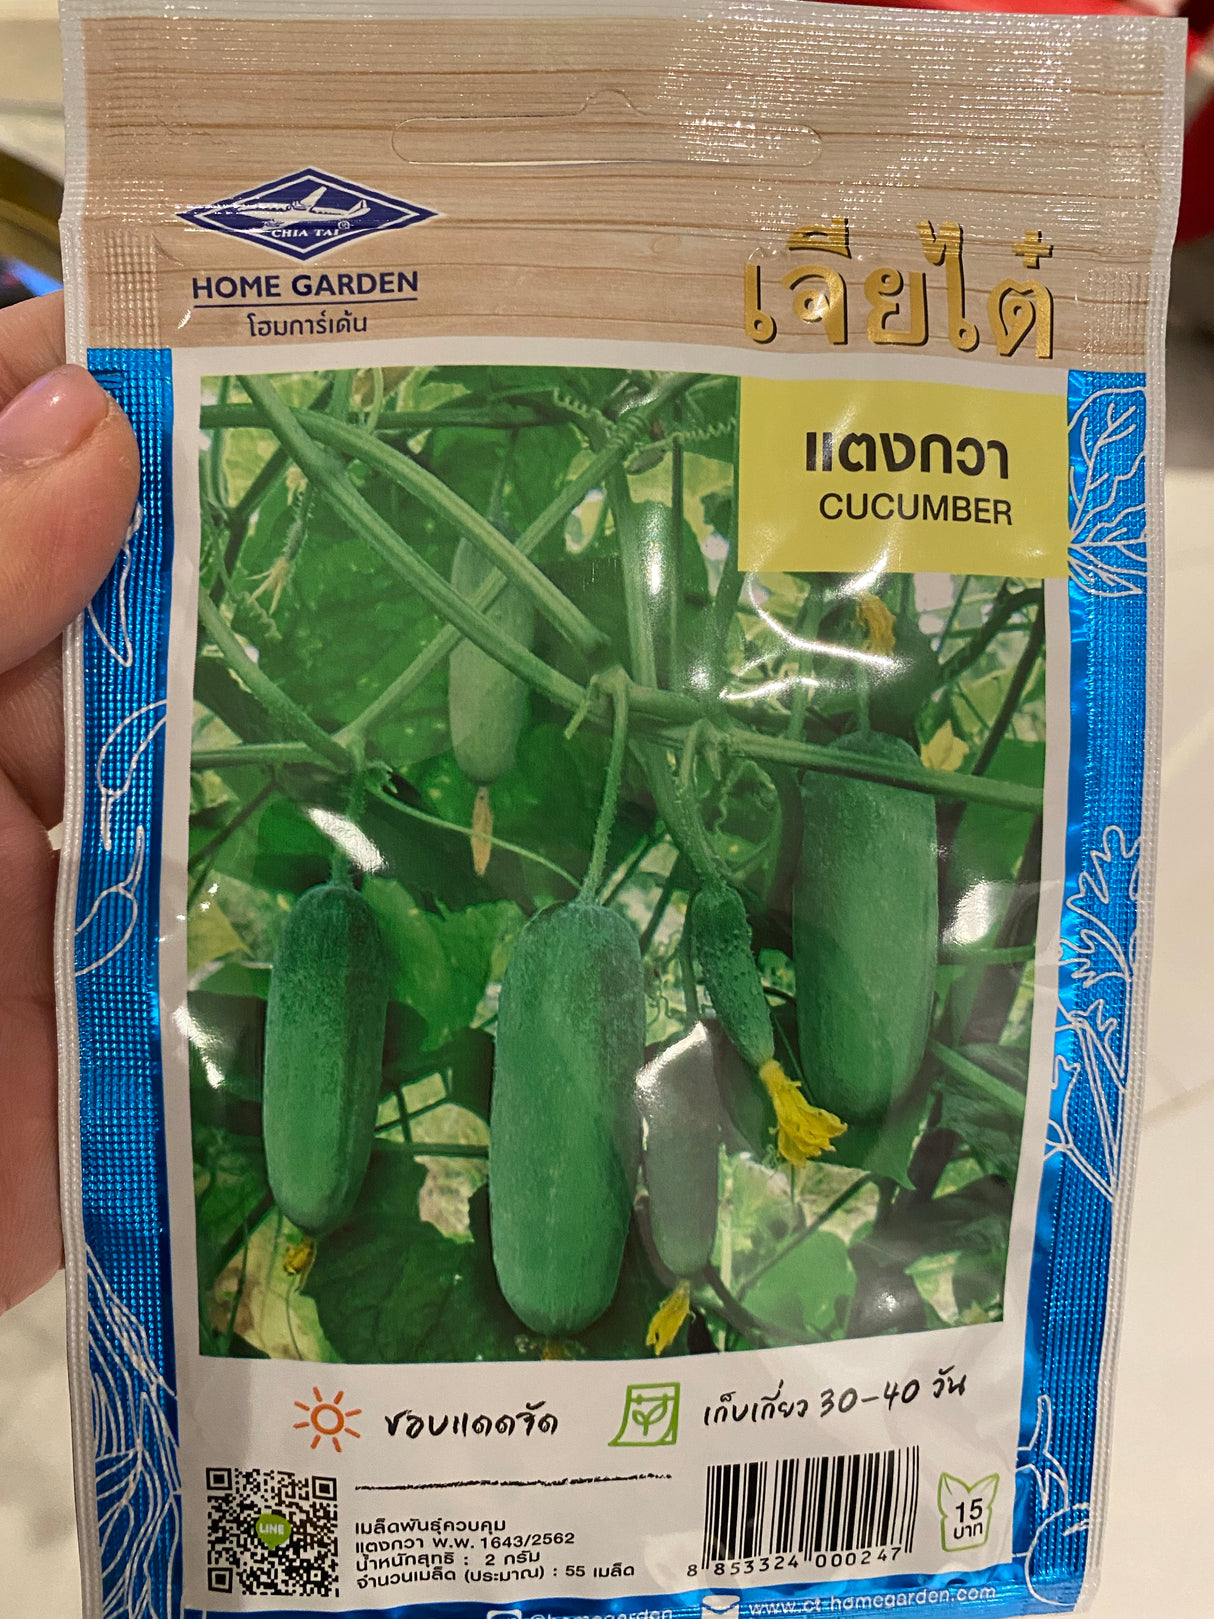 CHIA TAI
HOME GARDEN
โฮมการ์เด้น
เจียไต๋
แตงกวา
CUCUMBER
ชอบแดดจัด
เก็บเกี่ยว 30-40 วัน
LINE
เมล็ดพันธุ์ควบคุม
แตงกวา พ.พ. 1643/2562
น้ำหนักสุทธิ : 2 กรัม
จำนวนเมล็ด (ประมาณ) : 55 เมล็ด
8 853324 000247
15
บาท
@homegarden
www.ct-homegarden.com